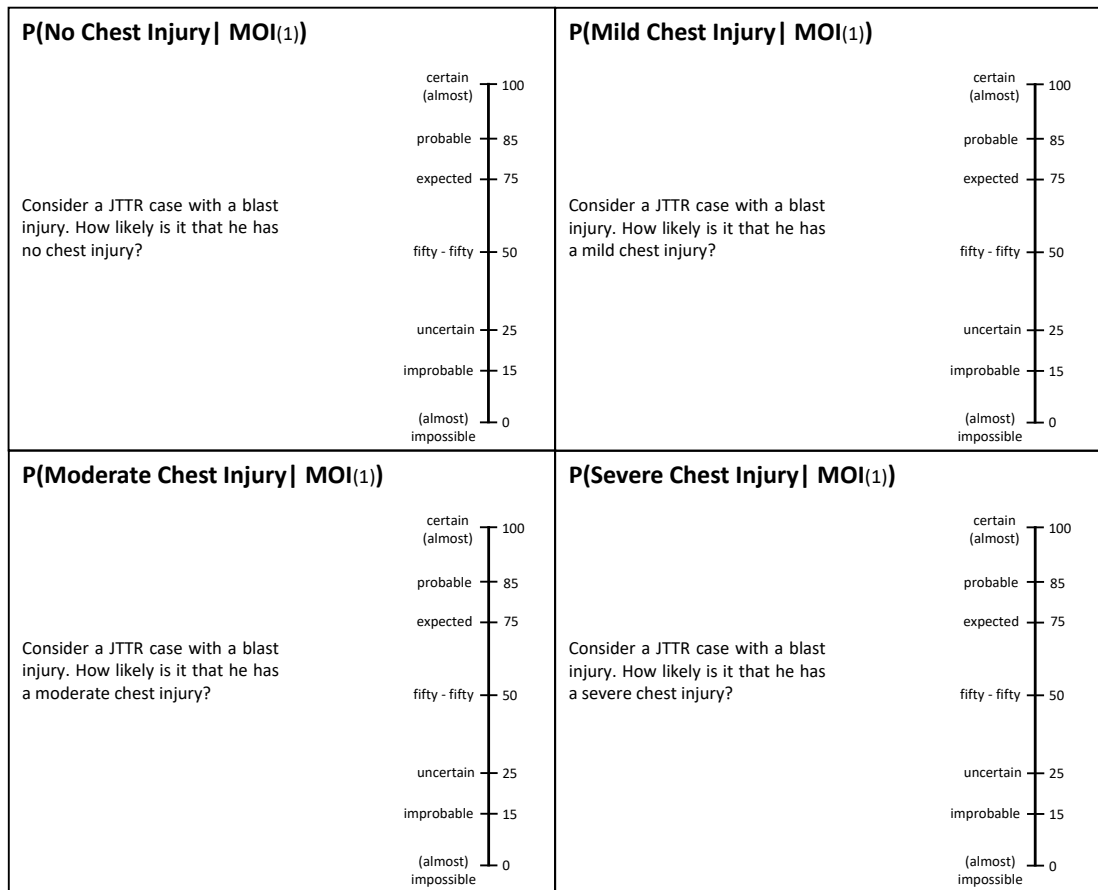 P(No Chest Injury| MOI(1))
certain
(almost)
100
probable
85
expected
75
Consider a JTTR case with a blast
injury. How likely is it that he has
no chest injury?
fifty - fifty
50
uncertain
25
improbable
15
(almost)
impossible
0
P(Mild Chest Injury| MOI(1))
certain
(almost)
100
probable
85
expected
75
Consider a JTTR case with a blast
injury. How likely is it that he has
a mild chest injury?
fifty - fifty
50
uncertain
25
improbable
15
(almost)
impossible
0
P(Moderate Chest Injury| MOI(1))
certain
(almost)
100
probable
85
expected
75
Consider a JTTR case with a blast
injury. How likely is it that he has
a moderate chest injury?
fifty - fifty
50
uncertain
25
improbable
15
(almost)
impossible
0
P(Severe Chest Injury| MOI(1))
certain
(almost)
100
probable
85
expected
75
Consider a JTTR case with a blast
injury. How likely is it that he has
a severe chest injury?
fifty - fifty
50
uncertain
25
improbable
15
(almost)
impossible
0